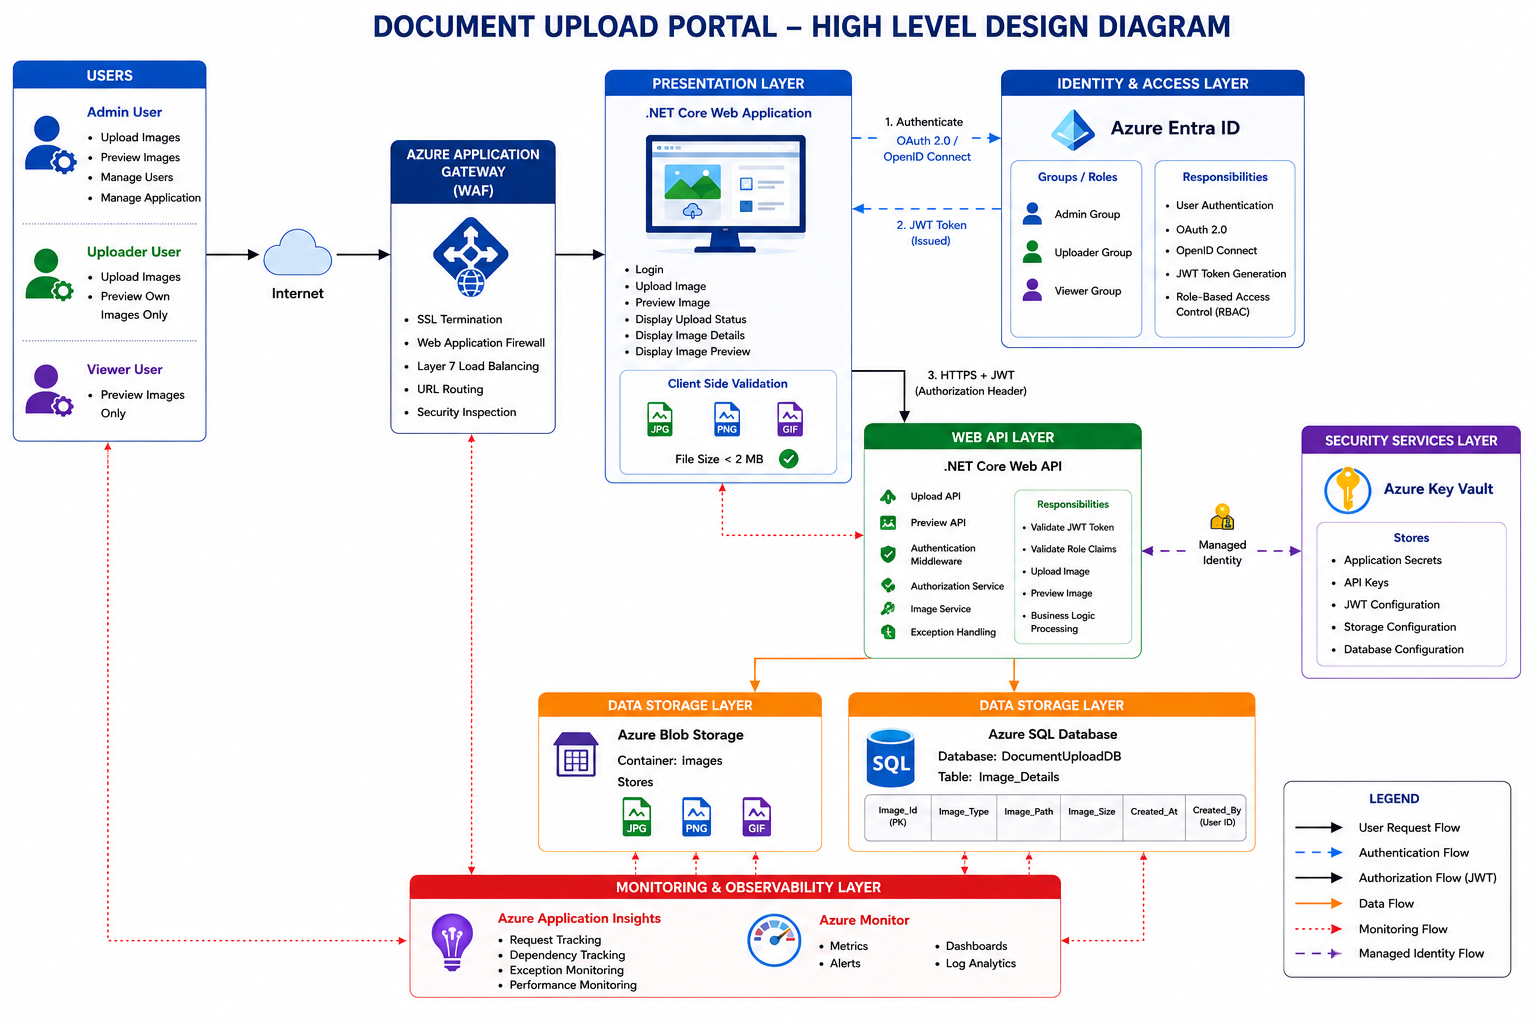 DOCUMENT UPLOAD PORTAL – HIGH LEVEL DESIGN DIAGRAM
USERS
Admin User
• Upload Images
• Preview Images
• Manage Users
• Manage Application
Uploader User
• Upload Images
• Preview Own
Images Only
Viewer User
• Preview Images
Only
Internet
AZURE APPLICATION
GATEWAY
(WAF)
• SSL Termination
• Web Application Firewall
• Layer 7 Load Balancing
• URL Routing
• Security Inspection
PRESENTATION LAYER
.NET Core Web Application
• Login
• Upload Image
• Preview Image
• Display Upload Status
• Display Image Details
• Display Image Preview
Client Side Validation
JPG
PNG
GIF
File Size < 2 MB
1. Authenticate
OAuth 2.0 /
OpenID Connect
2. JWT Token
(Issued)
IDENTITY & ACCESS LAYER
Azure Entra ID
Groups / Roles
Admin Group
Uploader Group
Viewer Group
Responsibilities
• User Authentication
• OAuth 2.0
• OpenID Connect
• JWT Token Generation
• Role-Based Access
Control (RBAC)
3. HTTPS + JWT
(Authorization Header)
WEB API LAYER
.NET Core Web API
Upload API
Preview API
Authentication
Middleware
Authorization Service
Image Service
Exception Handling
Responsibilities
• Validate JWT Token
• Validate Role Claims
• Upload Image
• Preview Image
• Business Logic
Processing
Managed
Identity
SECURITY SERVICES LAYER
Azure Key Vault
Stores
• Application Secrets
• API Keys
• JWT Configuration
• Storage Configuration
• Database Configuration
DATA STORAGE LAYER
Azure Blob Storage
Container: images
Stores
JPG
PNG
GIF
DATA STORAGE LAYER
SQL
Azure SQL Database
Database: DocumentUploadDB
Table: Image_Details
Image_Id
(PK)
Image_Type
Image_Path
Image_Size
Created_At
Created_By
(User ID)
MONITORING & OBSERVABILITY LAYER
Azure Application Insights
• Request Tracking
• Dependency Tracking
• Exception Monitoring
• Performance Monitoring
Azure Monitor
• Metrics
• Alerts
• Dashboards
• Log Analytics
LEGEND
User Request Flow
Authentication Flow
Authorization Flow (JWT)
Data Flow
Monitoring Flow
Managed Identity Flow